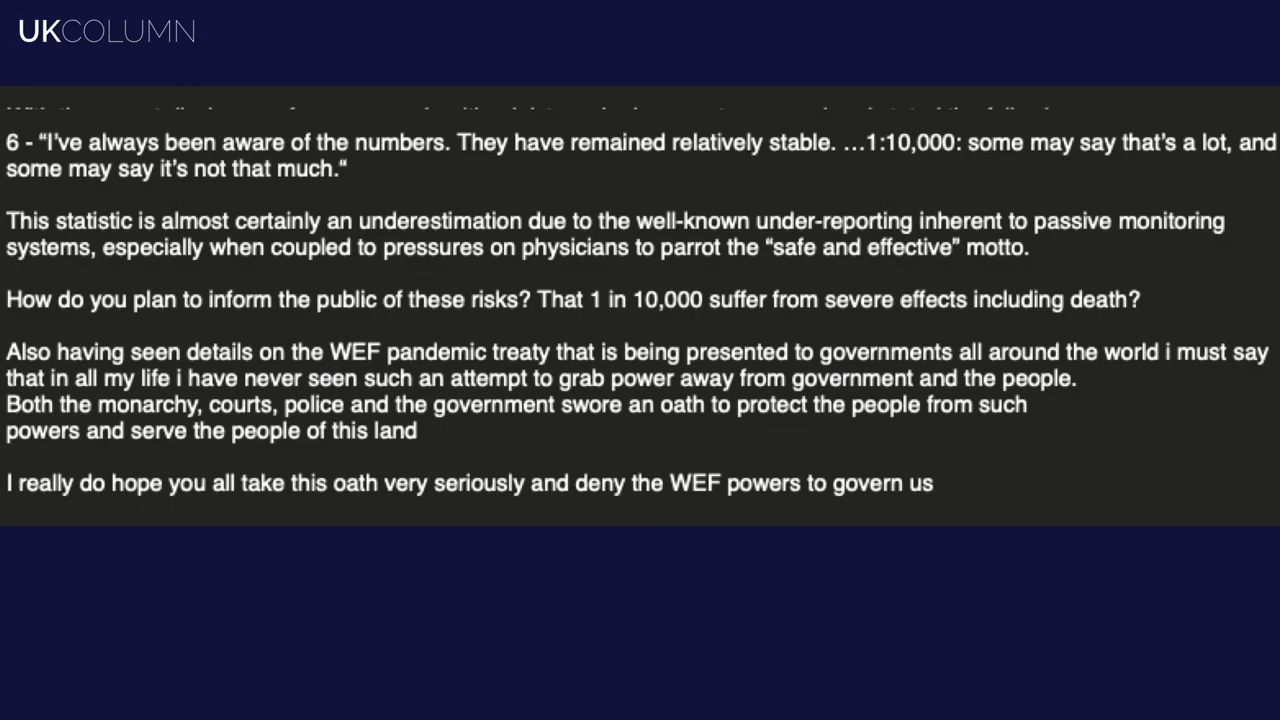 UKCOLUMN
6 - “I’ve always been aware of the numbers. They have remained relatively stable. …1:10,000: some may say that’s a lot, and
some may say it’s not that much.“
This statistic is almost certainly an underestimation due to the well-known under-reporting inherent to passive monitoring
systems, especially when coupled to pressures on physicians to parrot the “safe and effective” motto.
How do you plan to inform the public of these risks? That 1 in 10,000 suffer from severe effects including death?
Also having seen details on the WEF pandemic treaty that is being presented to governments all around the world i must say
that in all my life i have never seen such an attempt to grab power away from government and the people.
Both the monarchy, courts, police and the government swore an oath to protect the people from such
powers and serve the people of this land
I really do hope you all take this oath very seriously and deny the WEF powers to govern us